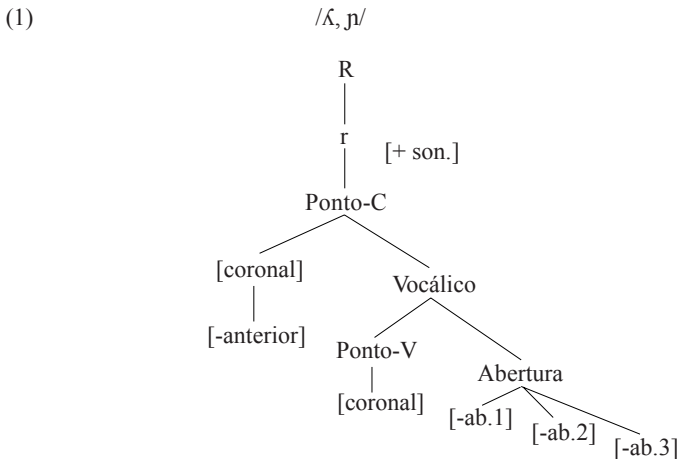 (1) /ʎ, ɲ/
R
r
[+ son.]
Ponto-C
[coronal]
Vocálico
[-anterior]
Ponto-V
Abertura
[coronal]
[-ab.1]
[-ab.2]
[-ab.3]